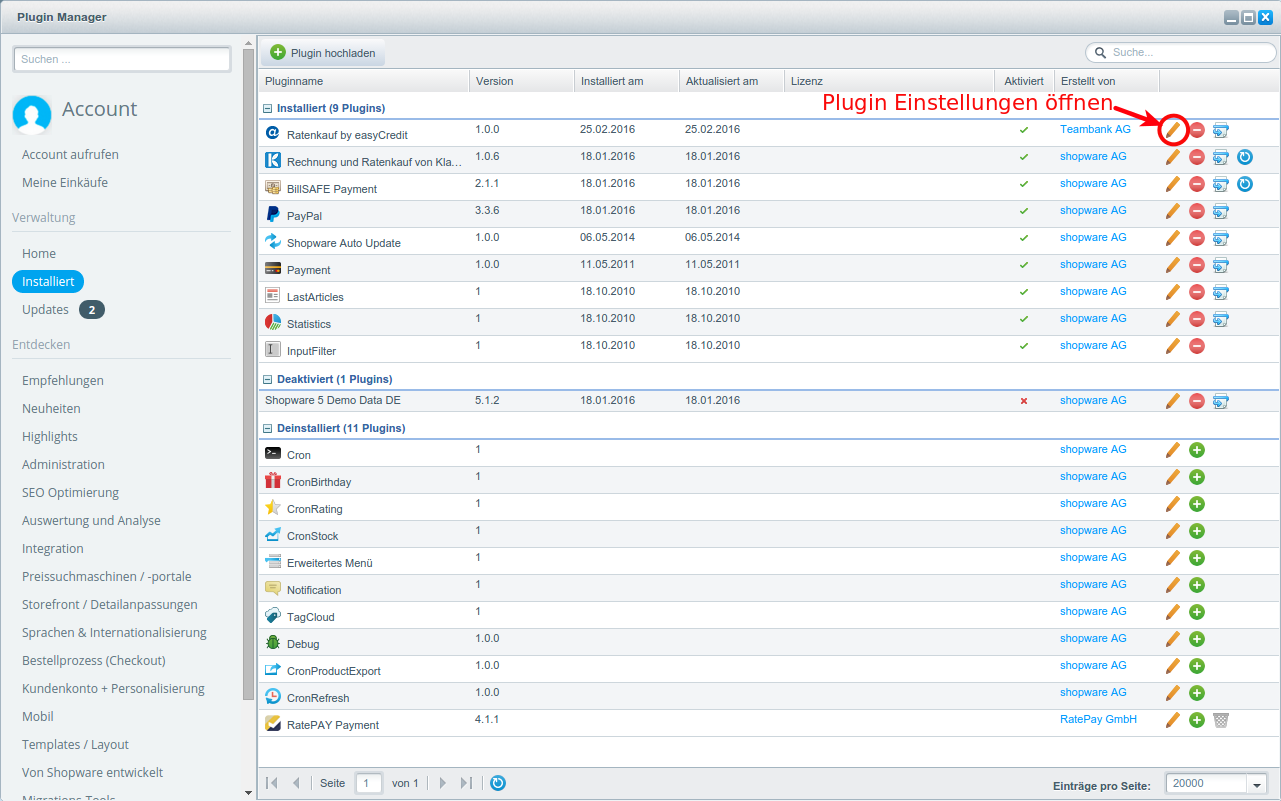 Plugin Manager
Suchen ...
Account
Account aufrufen
Meine Einkäufe
Verwaltung
Home
Installiert
Updates 2
Entdecken
Empfehlungen
Neuheiten
Highlights
Administration
SEO Optimierung
Auswertung und Analyse
Integration
Preissuchmaschinen / -portale
Storefront / Detailanpassungen
Sprachen & Internationalisierung
Bestellprozess (Checkout)
Kundenkonto + Personalisierung
Mobil
Templates / Layout
Von Shopware entwickelt
Migrations-Tools
Plugin hochladen Suche...
Pluginname Version Installiert am Aktualisiert am Lizenz Aktiviert Erstellt von
Plugin Einstellungen öffnen
Installiert (9 Plugins)
Ratenkauf by easyCredit 1.0.0 25.02.2016 25.02.2016 Teambank AG
Rechnung und Ratenkauf von Kla... 1.0.6 18.01.2016 18.01.2016 shopware AG
BillSAFE Payment 2.1.1 18.01.2016 18.01.2016 shopware AG
PayPal 3.3.6 18.01.2016 18.01.2016 shopware AG
Shopware Auto Update 1.0.0 06.05.2014 06.05.2014 shopware AG
Payment 1.0.0 11.05.2011 11.05.2011 shopware AG
LastArticles 1 18.10.2010 18.10.2010 shopware AG
Statistics 1 18.10.2010 18.10.2010 shopware AG
InputFilter 1 18.10.2010 18.10.2010 shopware AG
Deaktiviert (1 Plugins)
Shopware 5 Demo Data DE 5.1.2 18.01.2016 18.01.2016 shopware AG
Deinstalliert (11 Plugins)
Cron 1 shopware AG
CronBirthday 1 shopware AG
CronRating 1 shopware AG
CronStock 1 shopware AG
Erweitertes Menü 1 shopware AG
Notification 1 shopware AG
TagCloud 1 shopware AG
Debug 1.0.0 shopware AG
CronProductExport 1.0.0 shopware AG
CronRefresh 1.0.0 shopware AG
RatePAY Payment 4.1.1 RatePay GmbH
Seite 1 von 1 Einträge pro Seite: 20000